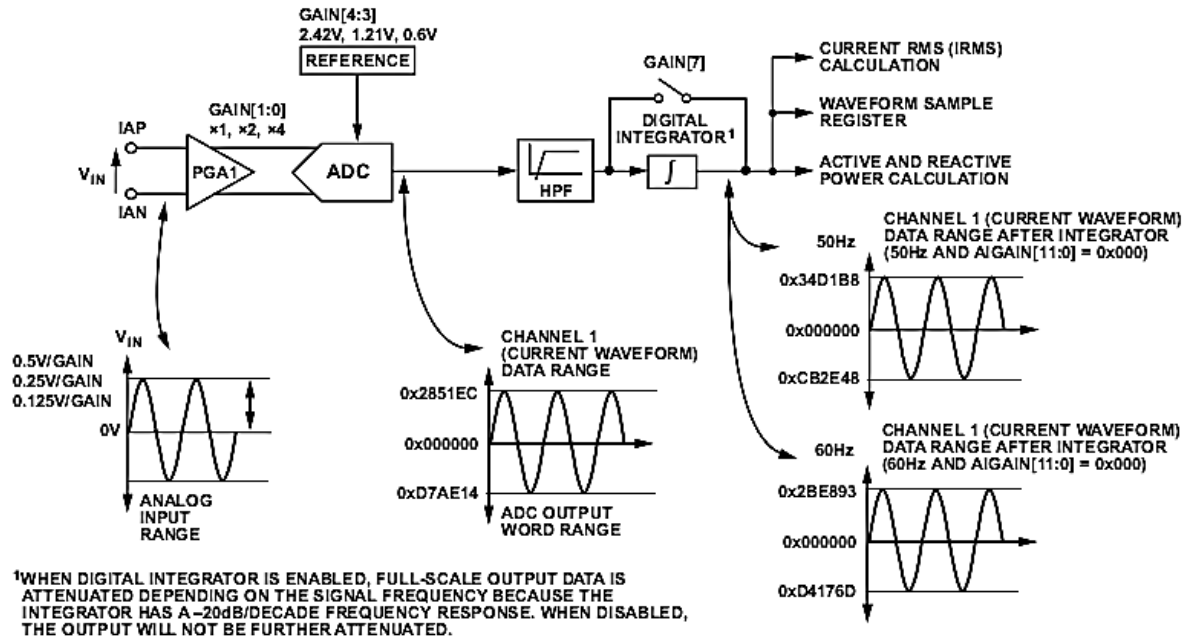 GAIN[4:3]
2.42V, 1.21V, 0.6V
REFERENCE
GAIN[1:0]
×1, ×2, ×4
IAP
VIN
IAN
PGA1
ADC
HPF
GAIN[7]
DIGITAL
INTEGRATOR1
∫
CURRENT RMS (IRMS)
CALCULATION
WAVEFORM SAMPLE
REGISTER
ACTIVE AND REACTIVE
POWER CALCULATION
50Hz
CHANNEL 1 (CURRENT WAVEFORM)
DATA RANGE AFTER INTEGRATOR
(50Hz AND AIGAIN[11:0] = 0x000)
0x34D1B8
0x000000
0xCB2E48
VIN
0.5V/GAIN
0.25V/GAIN
0.125V/GAIN
0V
ANALOG
INPUT
RANGE
CHANNEL 1
(CURRENT WAVEFORM)
DATA RANGE
0x2851EC
0x000000
0xD7AE14
ADC OUTPUT
WORD RANGE
60Hz
CHANNEL 1 (CURRENT WAVEFORM)
DATA RANGE AFTER INTEGRATOR
(60Hz AND AIGAIN[11:0] = 0x000)
0x2BE893
0x000000
0xD4176D
1WHEN DIGITAL INTEGRATOR IS ENABLED, FULL-SCALE OUTPUT DATA IS
ATTENUATED DEPENDING ON THE SIGNAL FREQUENCY BECAUSE THE
INTEGRATOR HAS A –20dB/DECADE FREQUENCY RESPONSE. WHEN DISABLED,
THE OUTPUT WILL NOT BE FURTHER ATTENUATED.